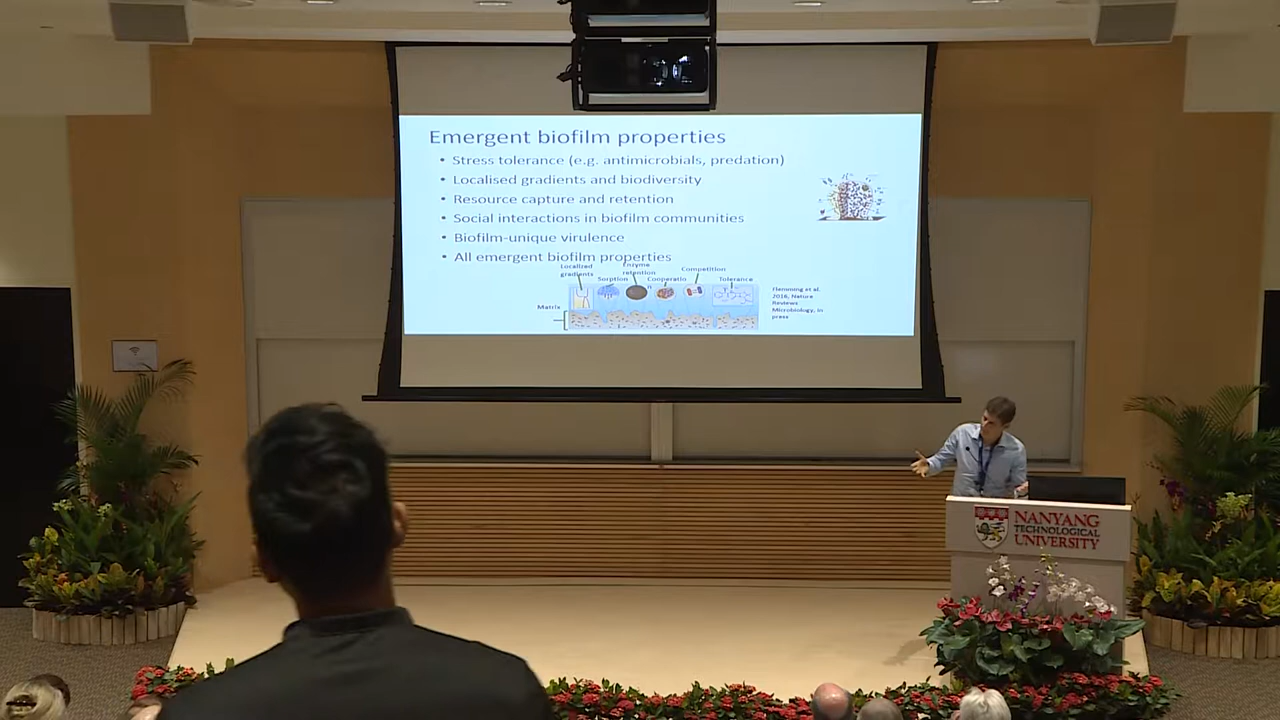 Emergent biofilm properties
• Stress tolerance (e.g. antimicrobials, predation)
• Localised gradients and biodiversity
• Resource capture and retention
• Social interactions in biofilm communities
• Biofilm-unique virulence
• All emergent biofilm properties
Localized
gradients
Sorption
Enzyme
retention
Cooperatio
n
Competition
Tolerance
Matrix
Flemming et al.
2016, Nature
Reviews
Microbiology, in
press
NANYANG
TECHNOLOGICAL
UNIVERSITY